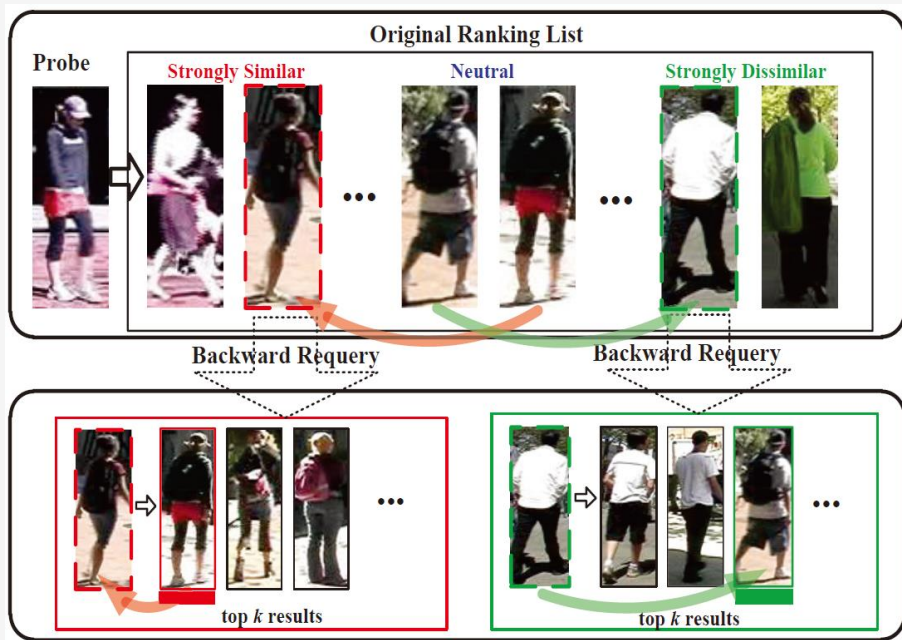 Original Ranking List
Probe
Strongly Similar
Neutral
Strongly Dissimilar
•••
•••
Backward Requery
Backward Requery
•••
•••
top k results
top k results